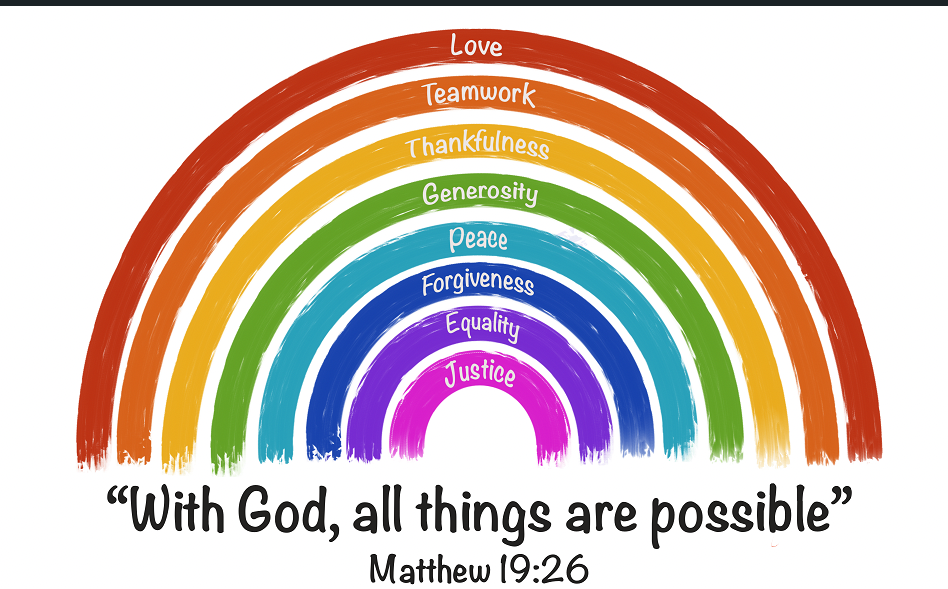 Love
Teamwork
Thankfulness
Generosity
Peace
Forgiveness
Equality
Justice
“With God, all things are possible”
Matthew 19:26